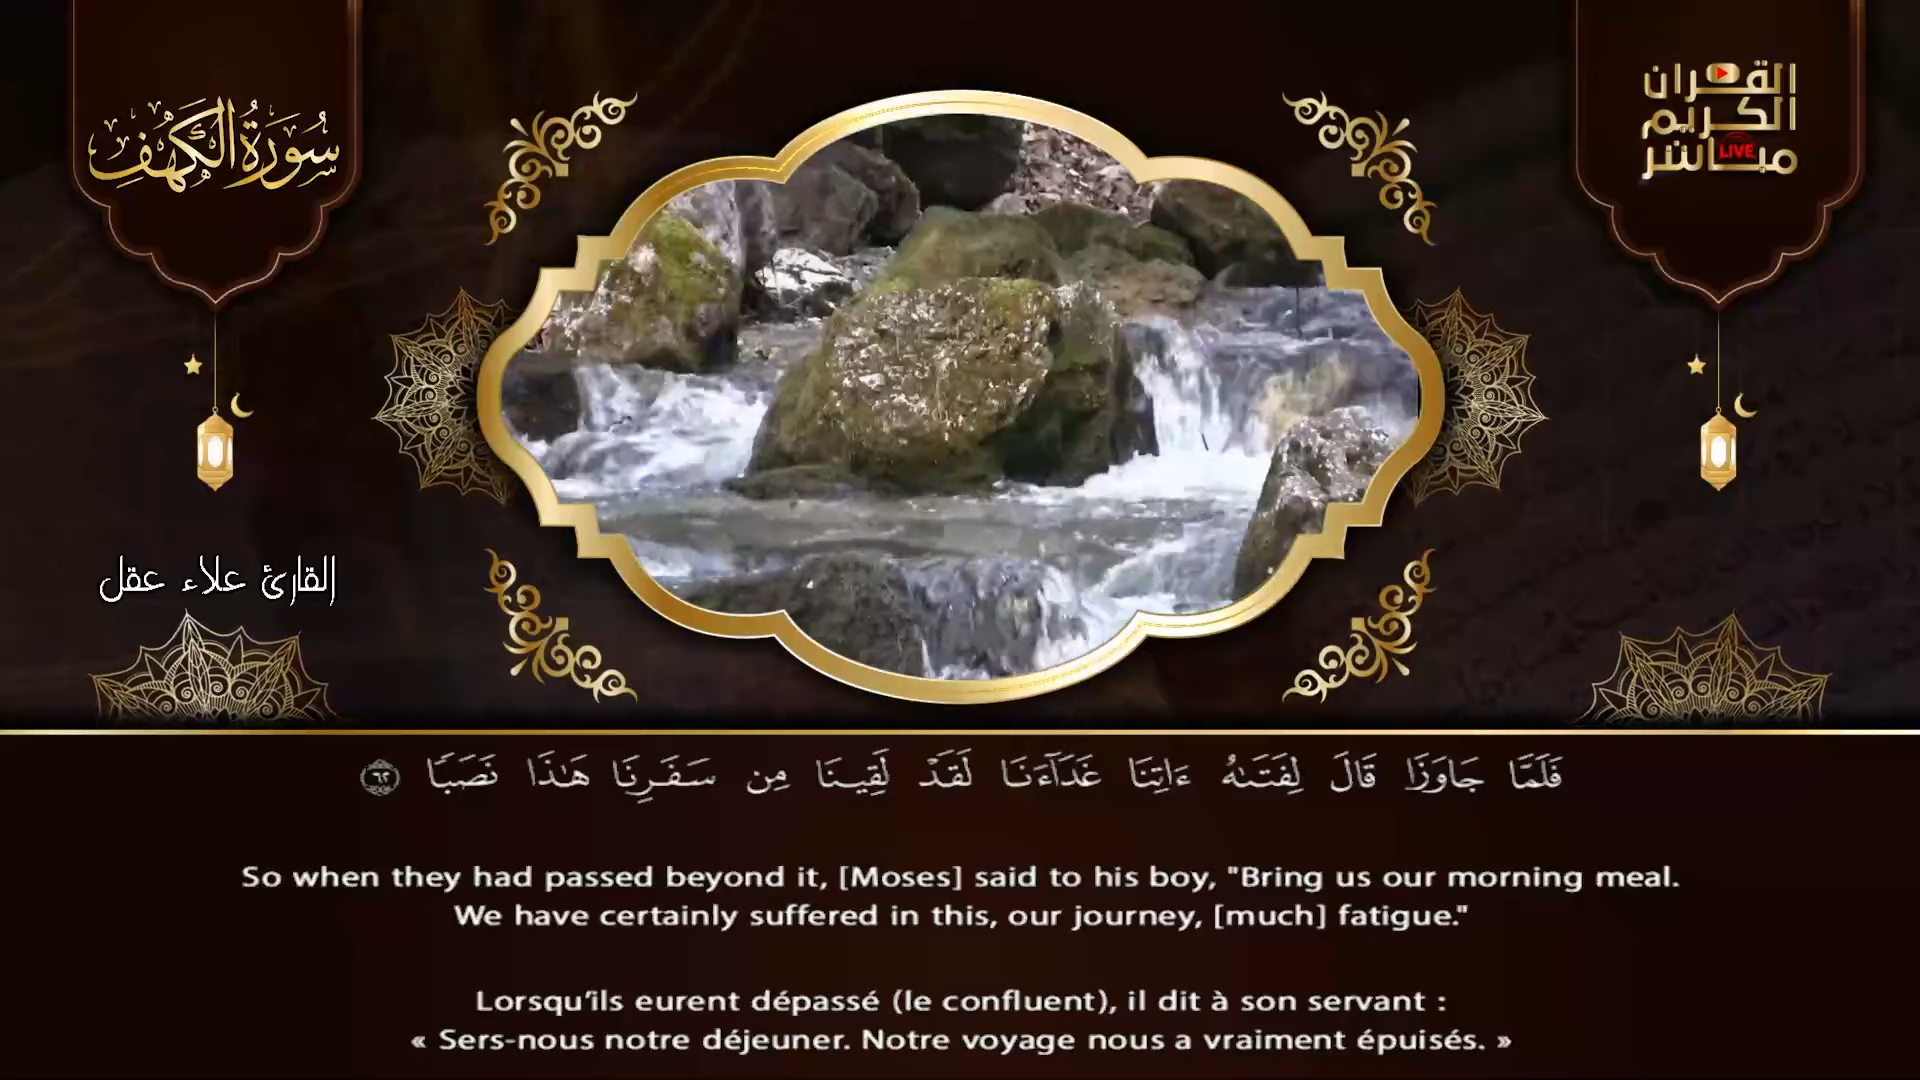 سُورَةُ الكَهْفِ
القرآن
الكريم
مباشر
LIVE
القارئ علاء عقل
فَلَمَّا جَاوَزَا قَالَ لِفَتَىٰهُ ءَاتِنَا غَدَآءَنَا لَقَدْ لَقِينَا مِن سَفَرِنَا هَـٰذَا نَصَبًا ٦٢
So when they had passed beyond it, [Moses] said to his boy, "Bring us our morning meal.
We have certainly suffered in this, our journey, [much] fatigue."
Lorsqu’ils eurent dépassé (le confluent), il dit à son servant :
« Sers-nous notre déjeuner. Notre voyage nous a vraiment épuisés. »